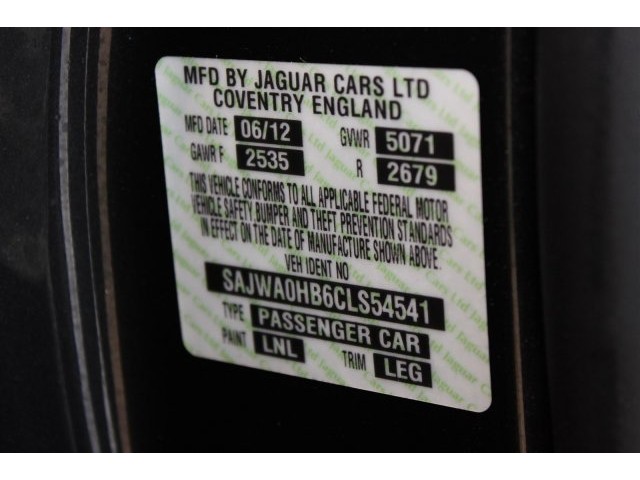 MFD BY JAGUAR CARS LTD
COVENTRY ENGLAND
MFD DATE 06/12 GVWR 5071
GAWR F 2535 R 2679
THIS VEHICLE CONFORMS TO ALL APPLICABLE FEDERAL MOTOR
VEHICLE SAFETY BUMPER AND THEFT PREVENTION STANDARDS
IN EFFECT ON THE DATE OF MANUFACTURE SHOWN ABOVE.
VEH IDENT NO
SAJWA0HB6CLS54541
TYPE PASSENGER CAR
PAINT LNL TRIM LEG